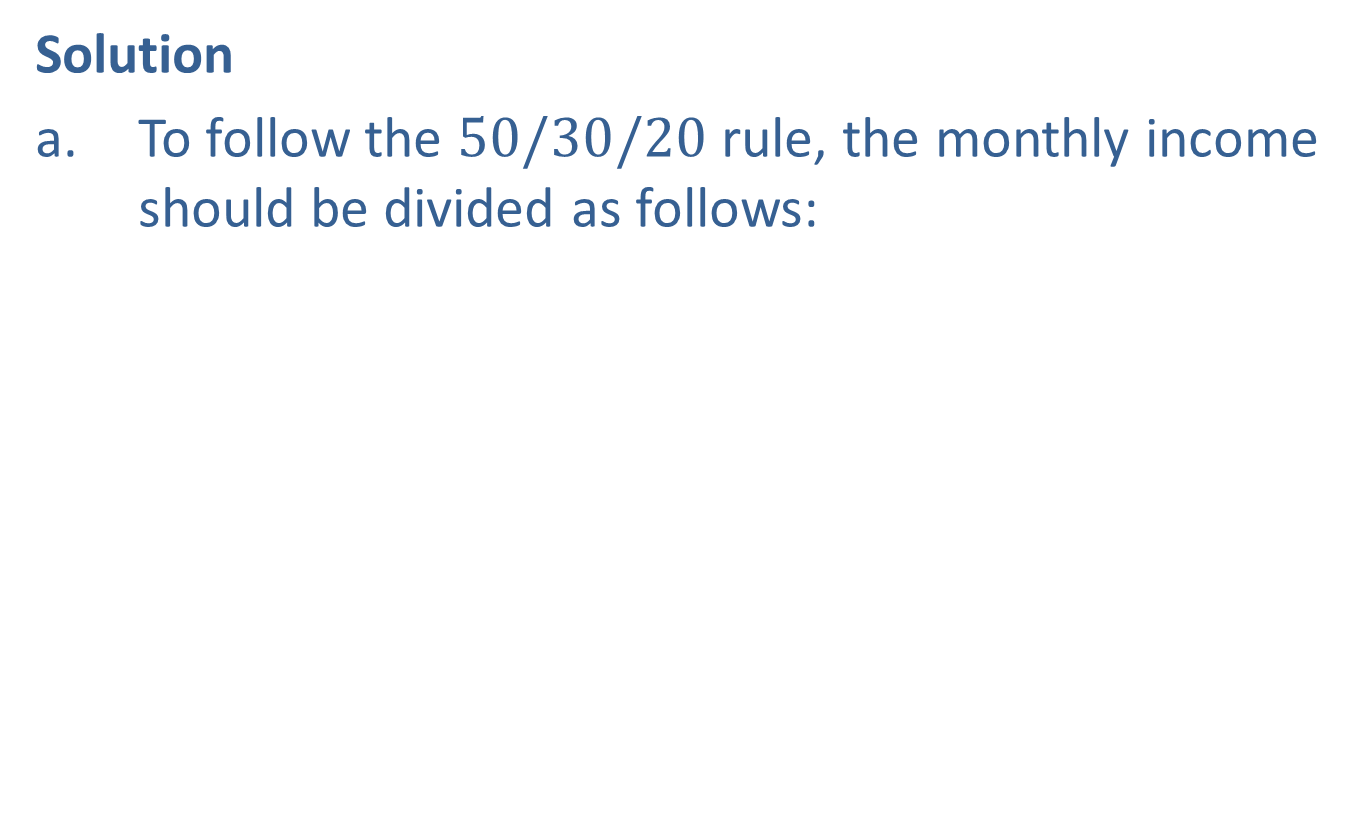 Solution
a. To follow the 50/30/20 rule, the monthly income
should be divided as follows: